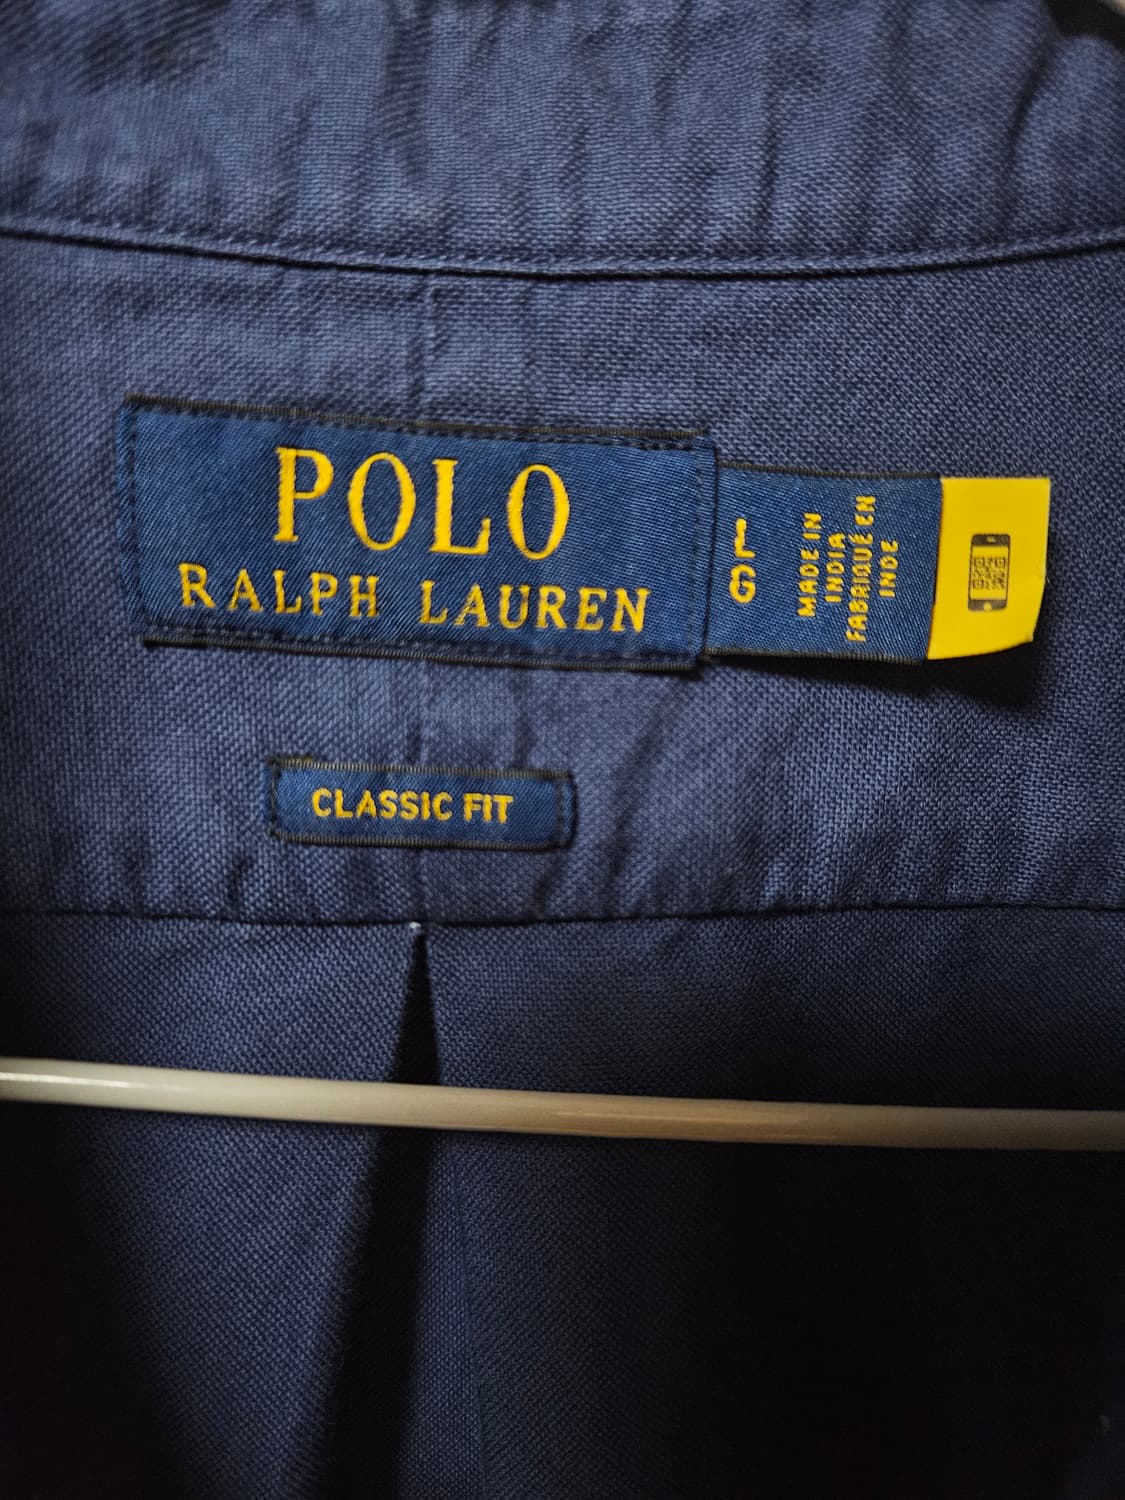 POLO
RALPH LAUREN
L
G
MADE IN
INDIA
FABRIQUÉ EN
INDE
CLASSIC FIT